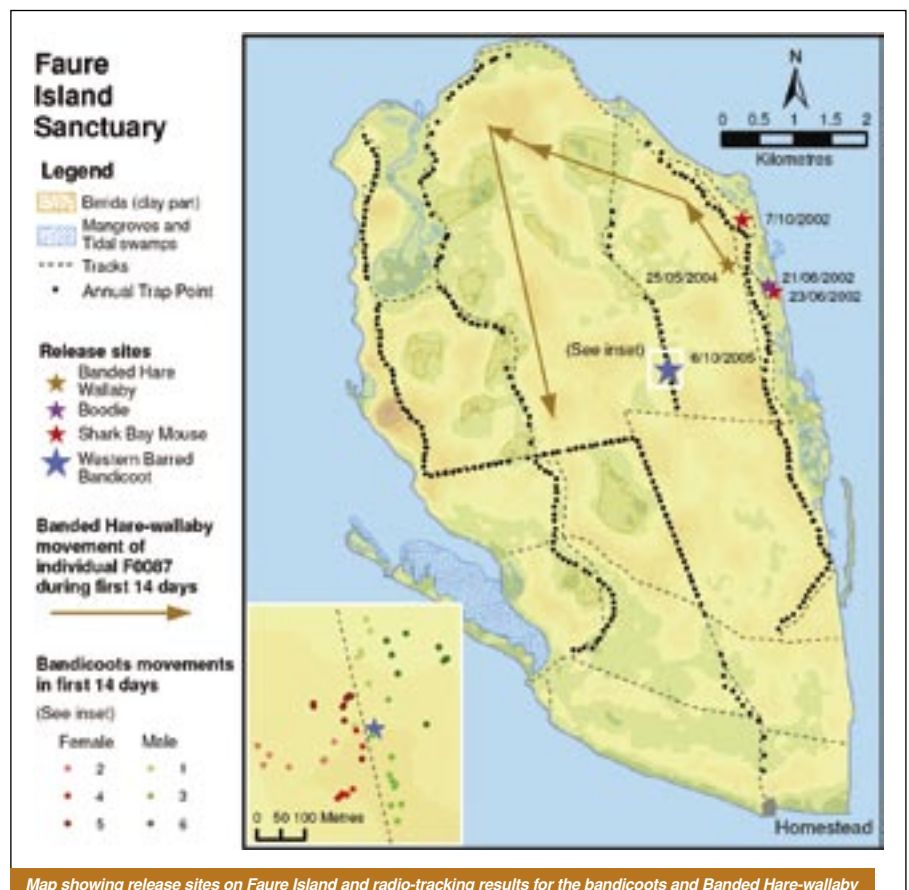 Faure
Island
Sanctuary
Legend
Birrida (clay pan)
Mangroves and
Tidal swamps
Tracks
Annual Trap Point
Release sites
Banded Hare
Wallaby
Boodie
Shark Bay Mouse
Western Barred
Bandicoot
Banded Hare-wallaby
movement of
individual F0087
during first 14 days
Bandicoots movements
in first 14 days
(See inset)
Female Male
2 1
4 3
5 6
N
0 0.5 1 1.5 2
Kilometres
7/10/2002
25/05/2004
21/08/2002
23/06/2002
(See inset)
6/10/2005
0 50 100 Metres
Homestead
Map showing release sites on Faure Island and radio-tracking results for the bandicoots and Banded Hare-wallaby